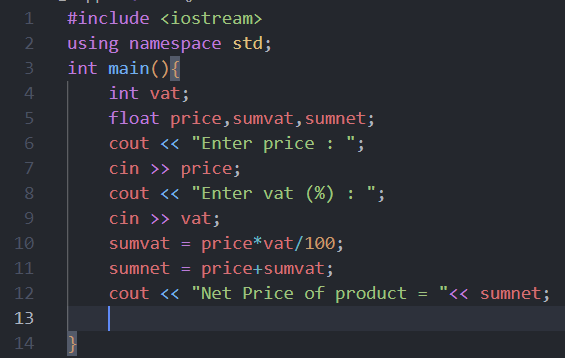 1 #include <iostream>
2 using namespace std;
3 int main(){
4 int vat;
5 float price,sumvat,sumnet;
6 cout << "Enter price : ";
7 cin >> price;
8 cout << "Enter vat (%) : ";
9 cin >> vat;
10 sumvat = price*vat/100;
11 sumnet = price+sumvat;
12 cout << "Net Price of product = "<< sumnet;
13
14 }